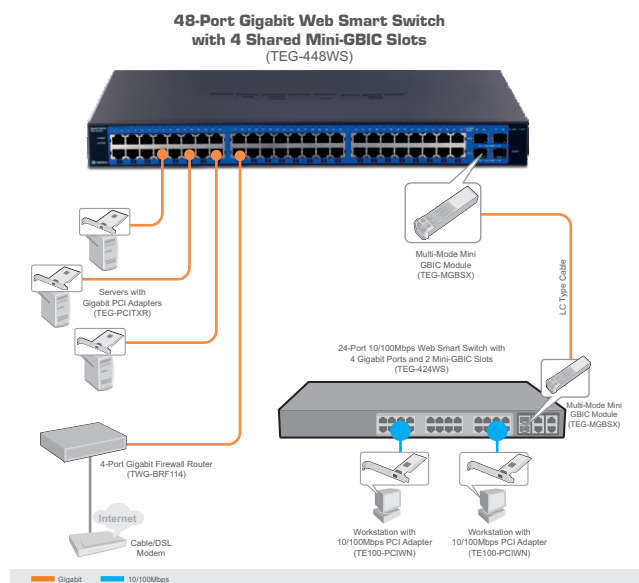 48-Port Gigabit Web Smart Switch
with 4 Shared Mini-GBIC Slots
(TEG-448WS)
Multi-Mode Mini
GBIC Module
(TEG-MGBSX)
LC Type Cable
Servers with
Gigabit PCI Adapters
(TEG-PCITXR)
24-Port 10/100Mbps Web Smart Switch with
4 Gigabit Ports and 2 Mini-GBIC Slots
(TEG-424WS)
Multi-Mode Mini
GBIC Module
(TEG-MGBSX)
4-Port Gigabit Firewall Router
(TWG-BRF114)
Internet
Cable/DSL
Modem
Workstation with
10/100Mbps PCI Adapter
(TE100-PCIWN)
Workstation with
10/100Mbps PCI Adapter
(TE100-PCIWN)
Gigabit
10/100Mbps